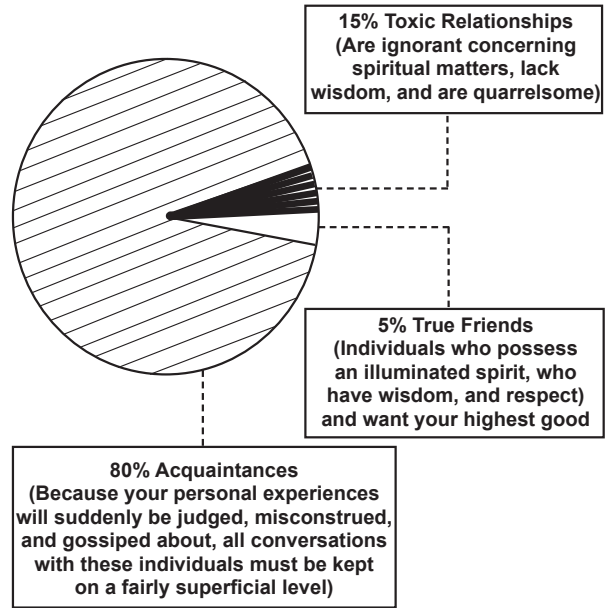 15% Toxic Relationships
(Are ignorant concerning
spiritual matters, lack
wisdom, and are quarrelsome)
5% True Friends
(Individuals who possess
an illuminated spirit, who
have wisdom, and respect)
and want your highest good
80% Acquaintances
(Because your personal experiences
will suddenly be judged, misconstrued,
and gossiped about, all conversations
with these individuals must be kept
on a fairly superficial level)